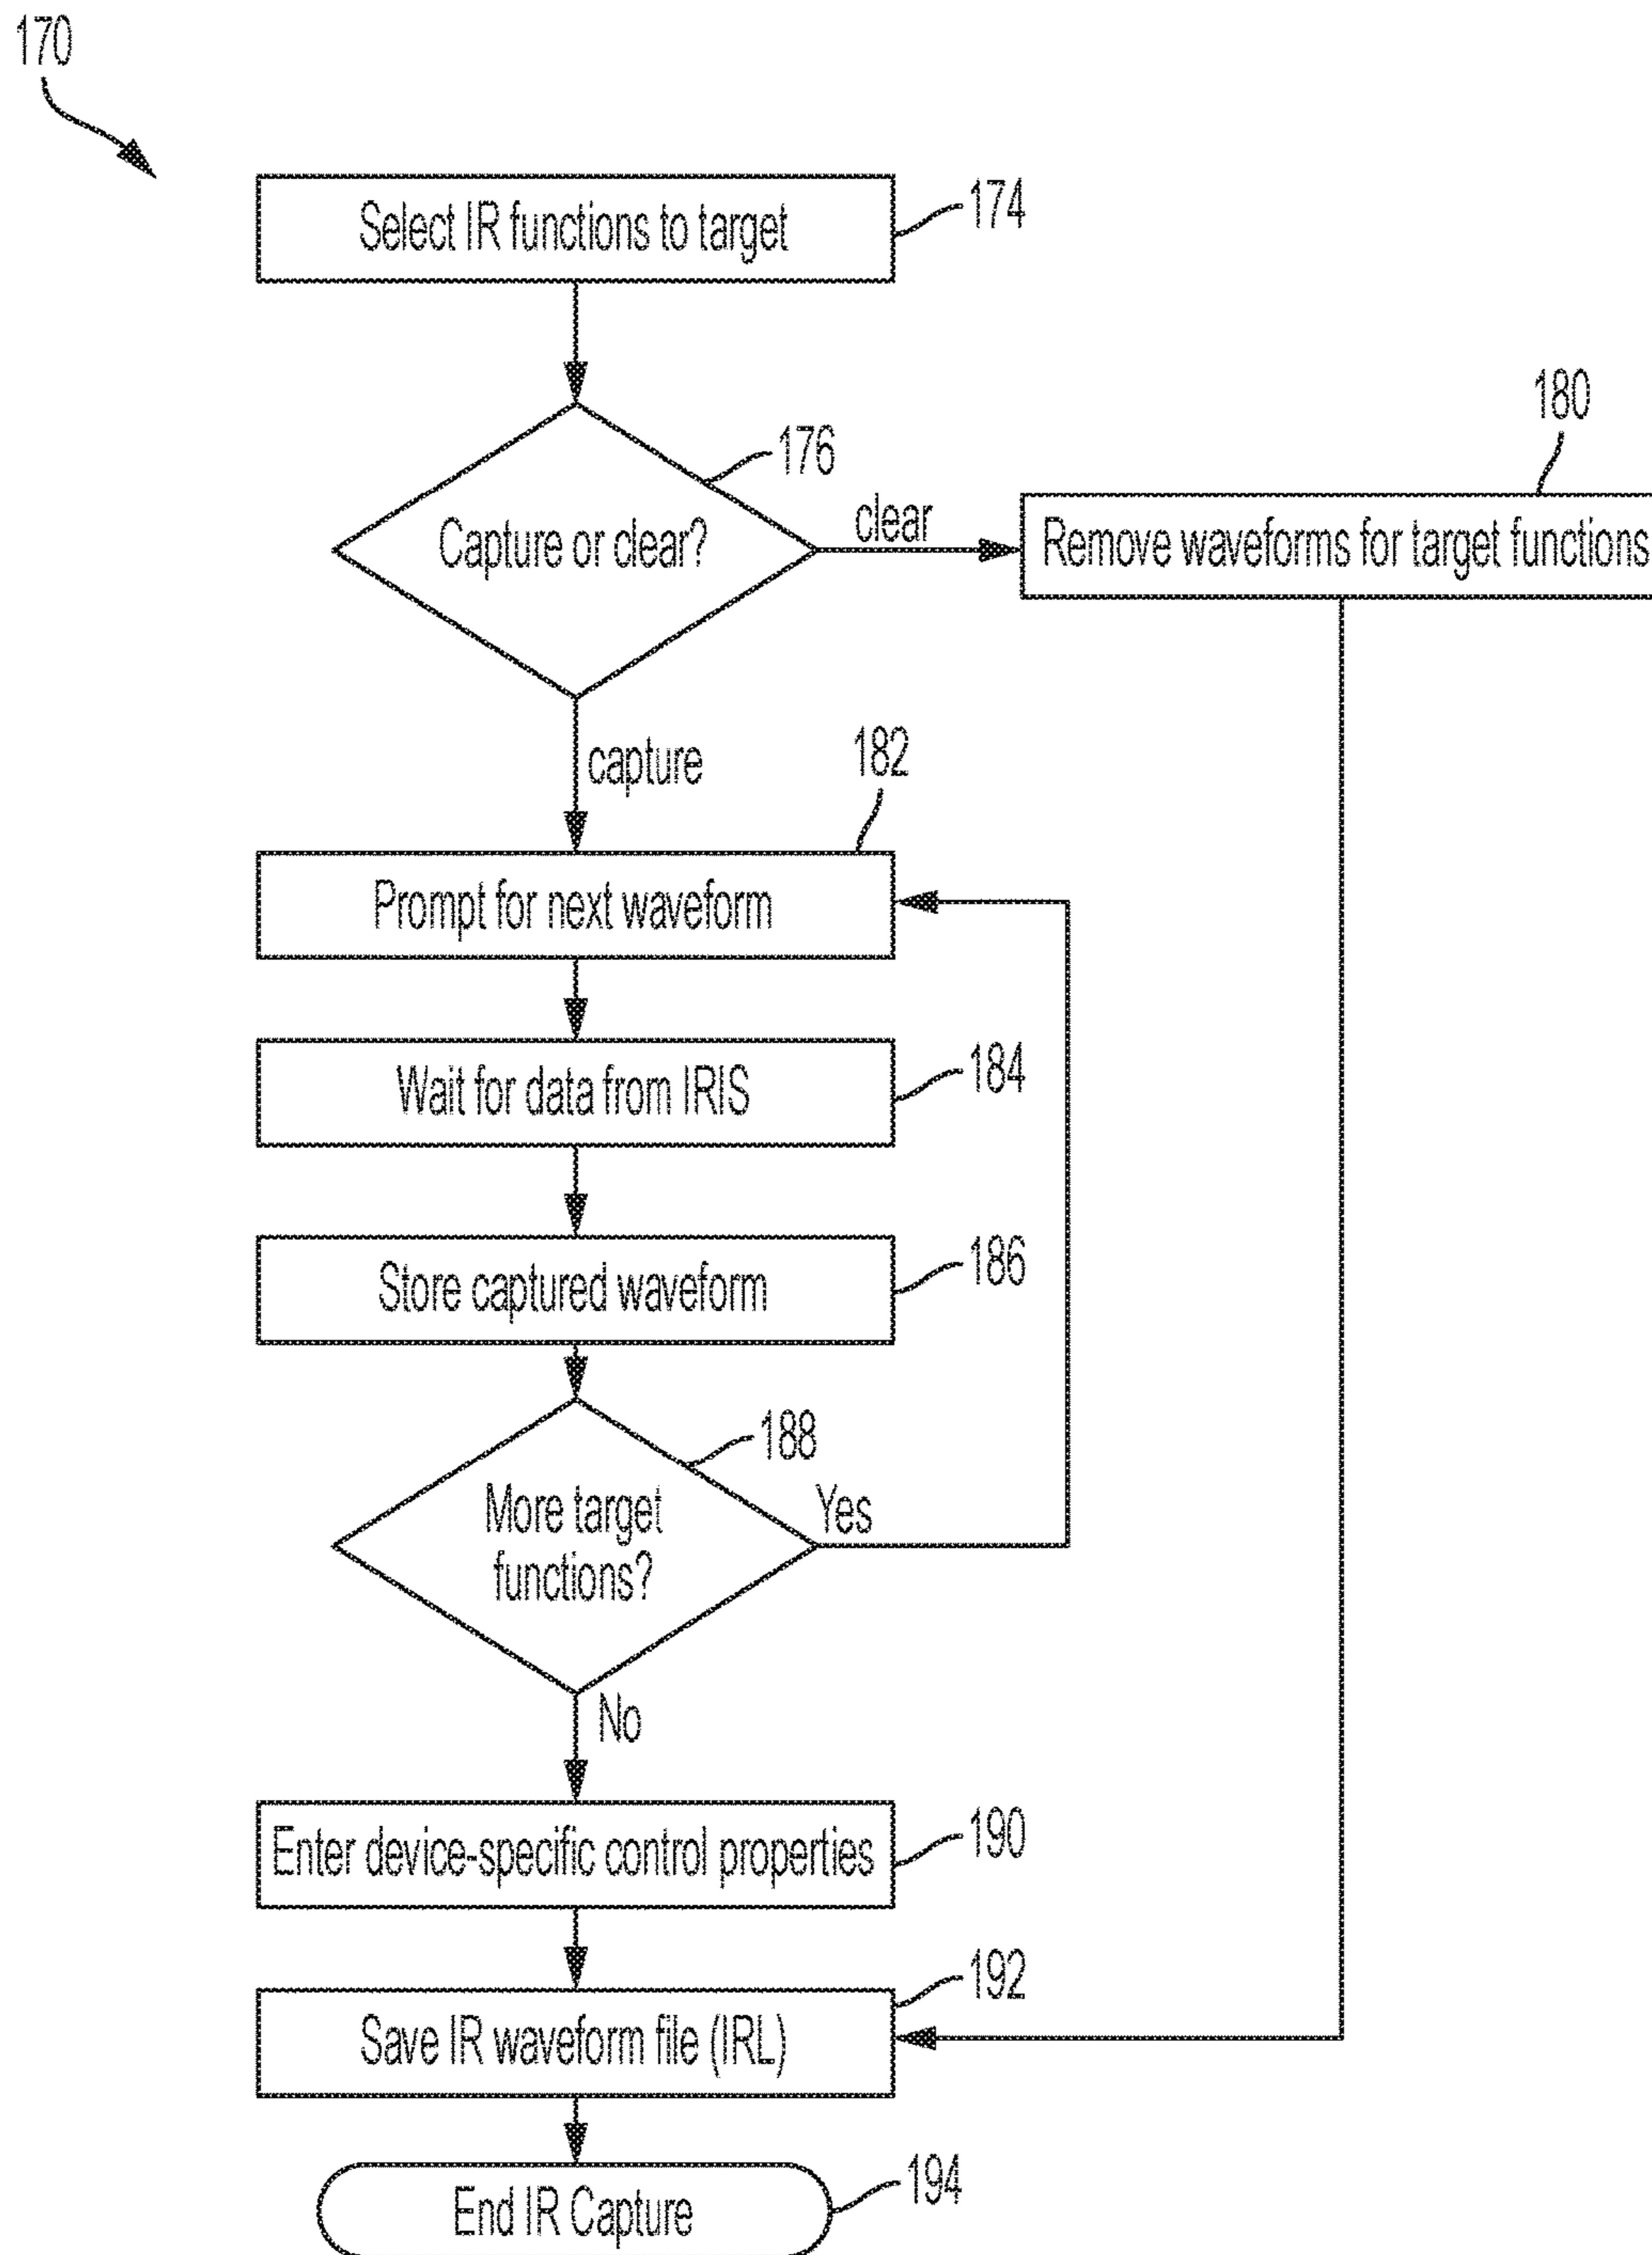 170
Select IR functions to target
174
176
180
Capture or clear?
clear
Remove waveforms for target functions
capture
182
Prompt for next waveform
Wait for data from IRIS
184
Store captured waveform
186
188
More target
functions?
Yes
No
Enter device-specific control properties
190
192
Save IR waveform file (IRL)
End IR Capture
194